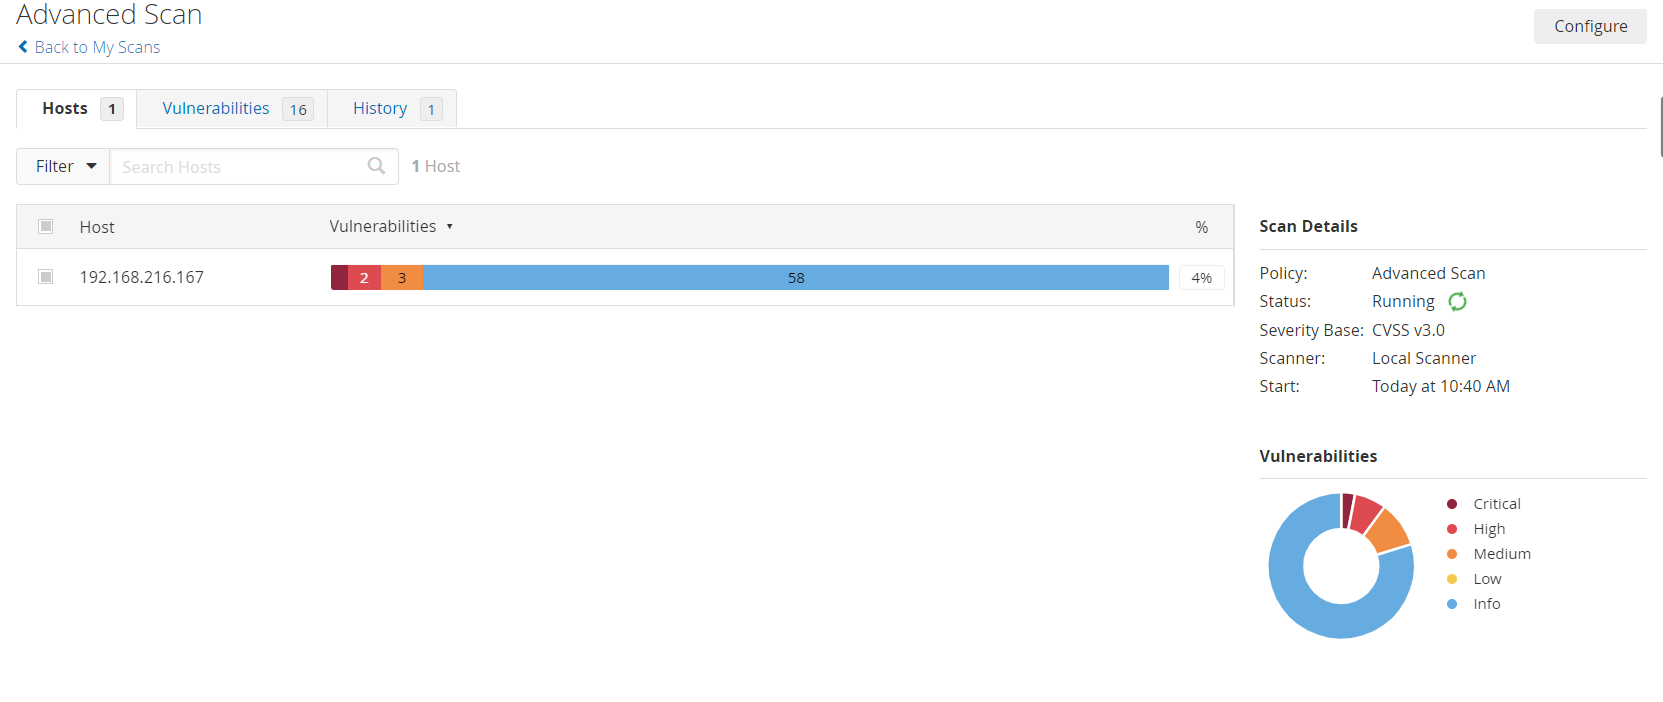 Advanced Scan
Back to My Scans
Configure
Hosts 1 Vulnerabilities 16 History 1
Filter Search Hosts 1 Host
Host Vulnerabilities %
192.168.216.167 2 3 58 4%
Scan Details
Policy: Advanced Scan
Status: Running
Severity Base: CVSS v3.0
Scanner: Local Scanner
Start: Today at 10:40 AM
Vulnerabilities
Critical
High
Medium
Low
Info